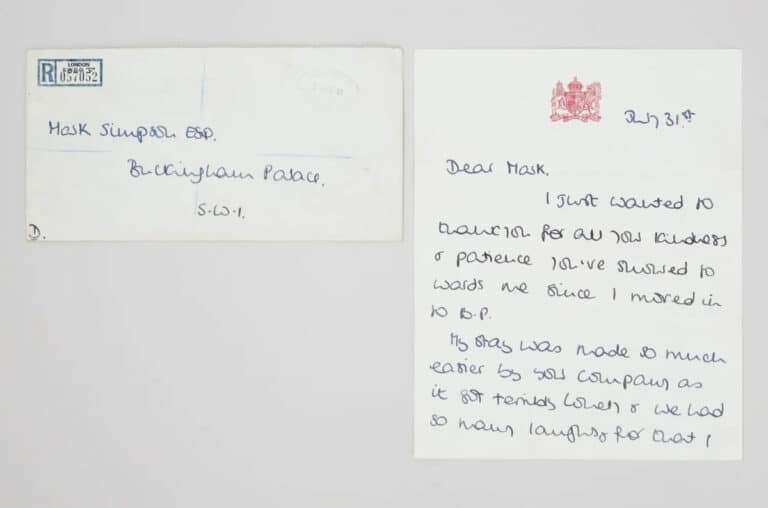 R
LONDON
057052
Mark Simpson ESQ.
Buckingham Palace.
S.W.1.
D.
July 31st
Dear Mark.
I just wanted to
thank you for all your kindness
& patience you've showed to
wards me since I moved in
to B.P.
My stay was made so much
easier by your company as
it got terribly lonely & we had
so many laughs, for that I